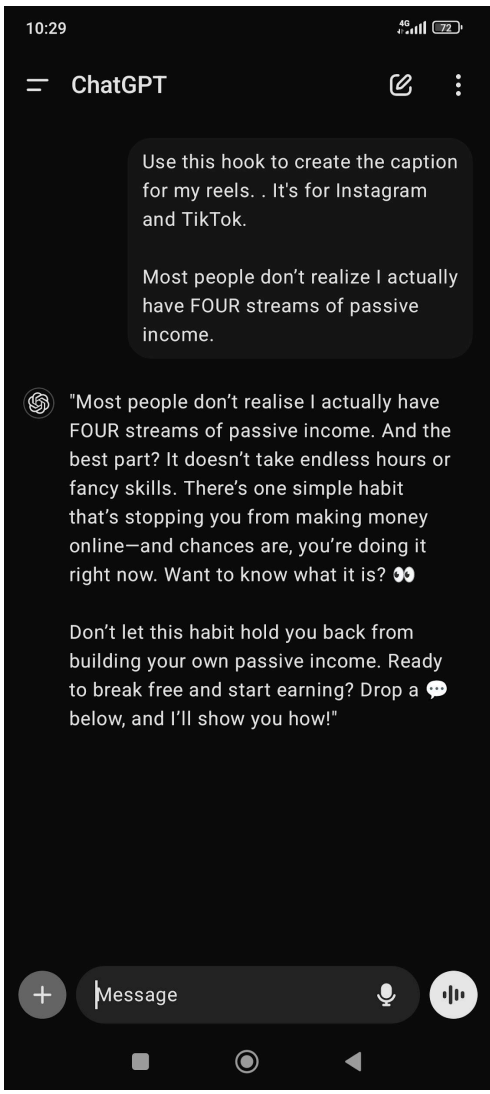 10:29
4G
72
ChatGPT
Use this hook to create the caption
for my reels. . It's for Instagram
and TikTok.
Most people don’t realize I actually
have FOUR streams of passive
income.
"Most people don’t realise I actually have
FOUR streams of passive income. And the
best part? It doesn’t take endless hours or
fancy skills. There’s one simple habit
that’s stopping you from making money
online—and chances are, you’re doing it
right now. Want to know what it is? 👀
Don’t let this habit hold you back from
building your own passive income. Ready
to break free and start earning? Drop a 💬
below, and I’ll show you how!"
Message